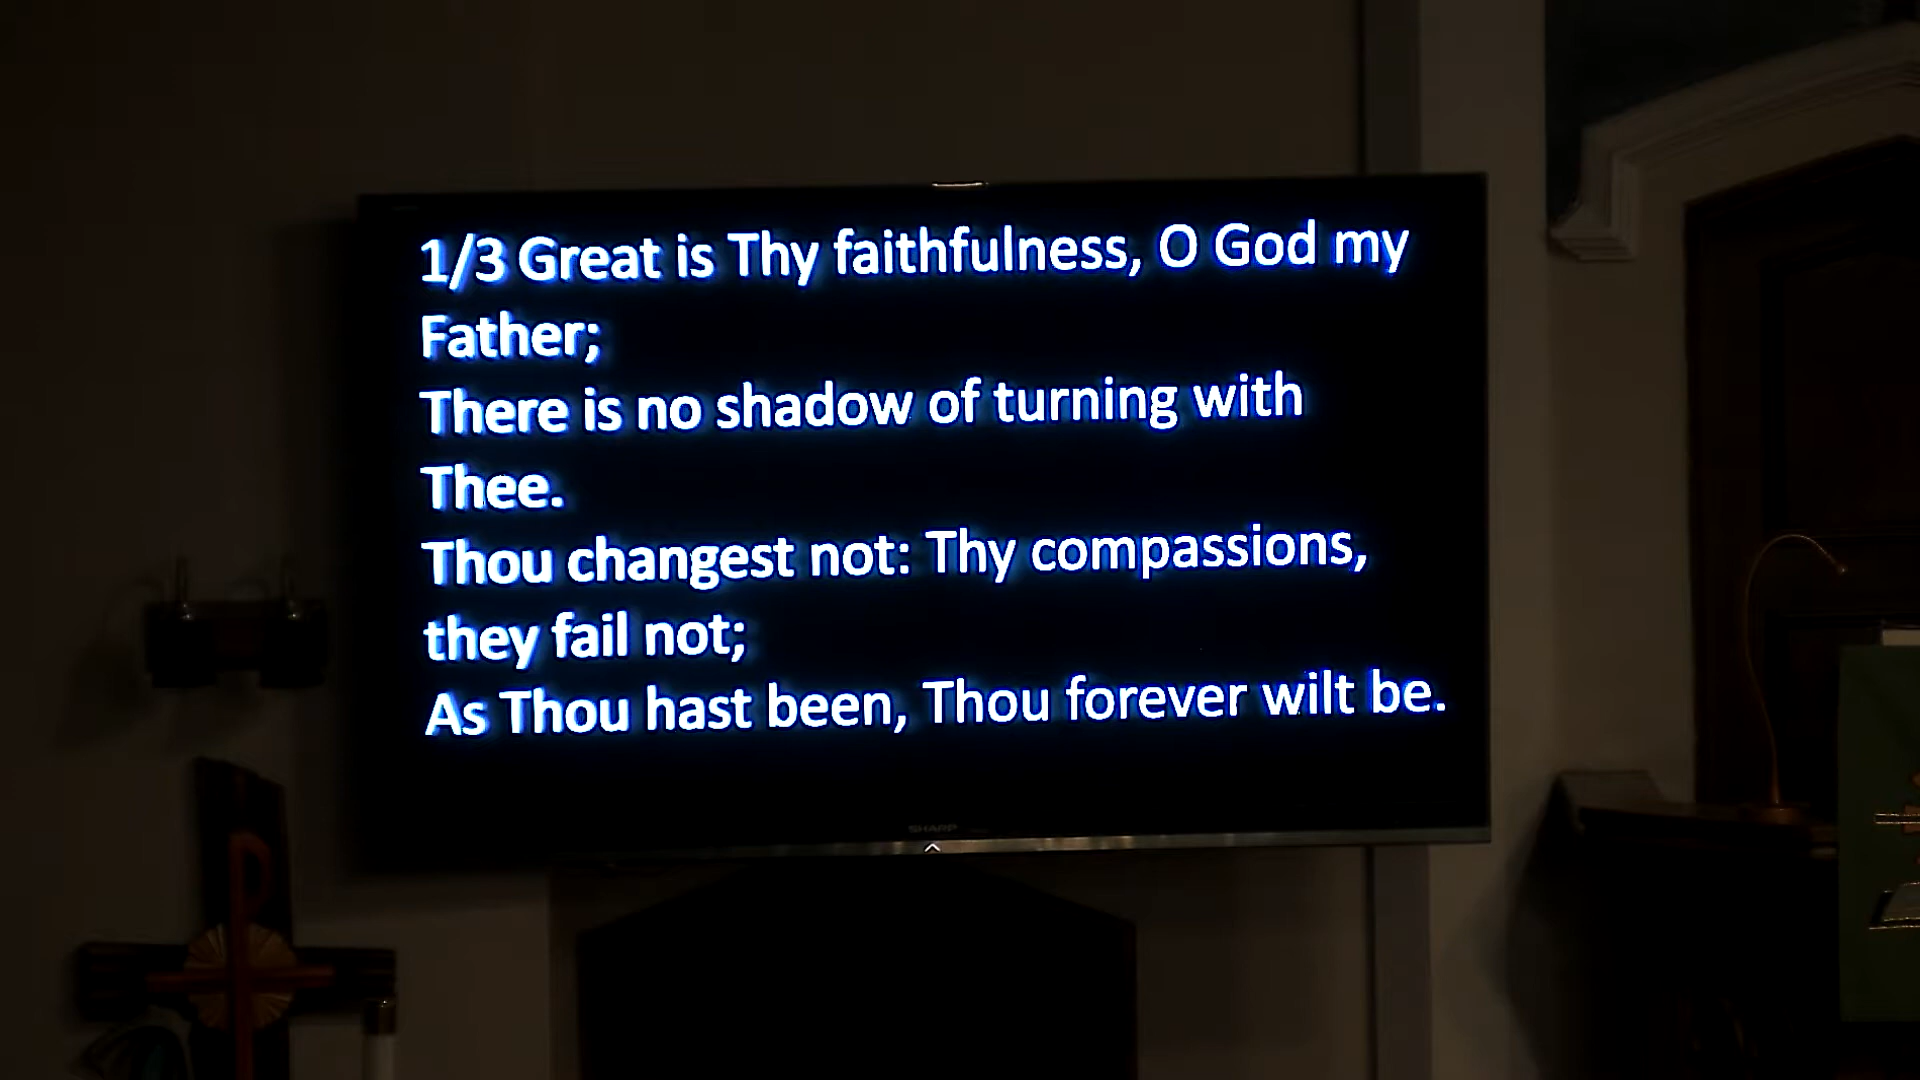 1/3 Great is Thy faithfulness, O God my
Father;
There is no shadow of turning with
Thee.
Thou changest not: Thy compassions,
they fail not;
As Thou hast been, Thou forever wilt be.
SHARP